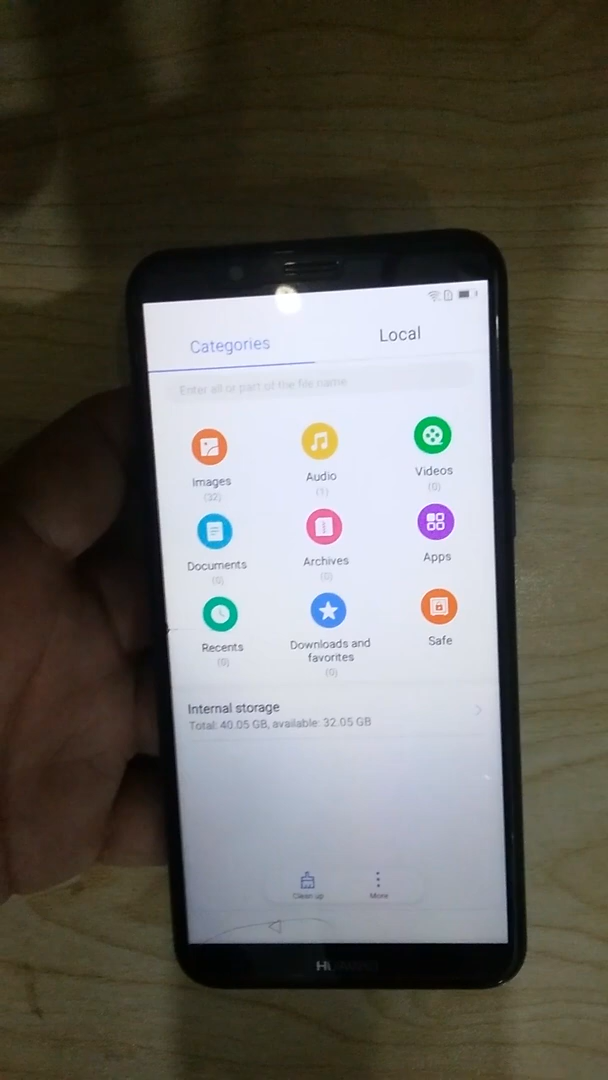 Categories
Local
Enter all or part of the file name
Images
(32)
Audio
(1)
Videos
(0)
Documents
(0)
Archives
(0)
Apps
Recents
(0)
Downloads and
favorites
(0)
Safe
Internal storage
Total: 40.05 GB, available: 32.05 GB
Clean up
More
HUAWEI